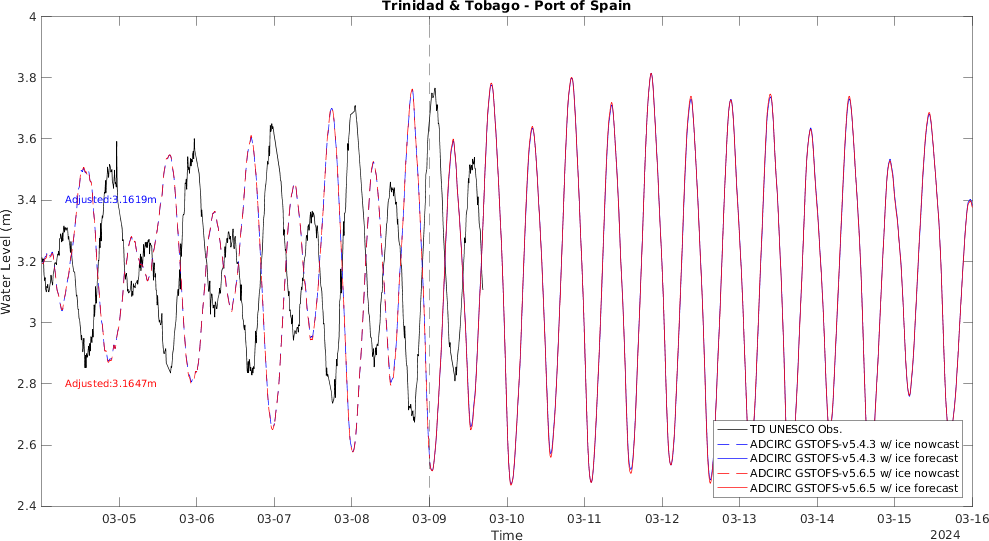 Trinidad & Tobago - Port of Spain
4
3.8
3.6
3.4
3.2
3
2.8
2.6
2.4
Water Level (m)
Adjusted:3.1619m
Adjusted:3.1647m
TD UNESCO Obs.
ADCIRC GSTOFS-v5.4.3 w/ ice nowcast
ADCIRC GSTOFS-v5.4.3 w/ ice forecast
ADCIRC GSTOFS-v5.6.5 w/ ice nowcast
ADCIRC GSTOFS-v5.6.5 w/ ice forecast
03-05 03-06 03-07 03-08 03-09 03-10 03-11 03-12 03-13 03-14 03-15 03-16
Time
2024